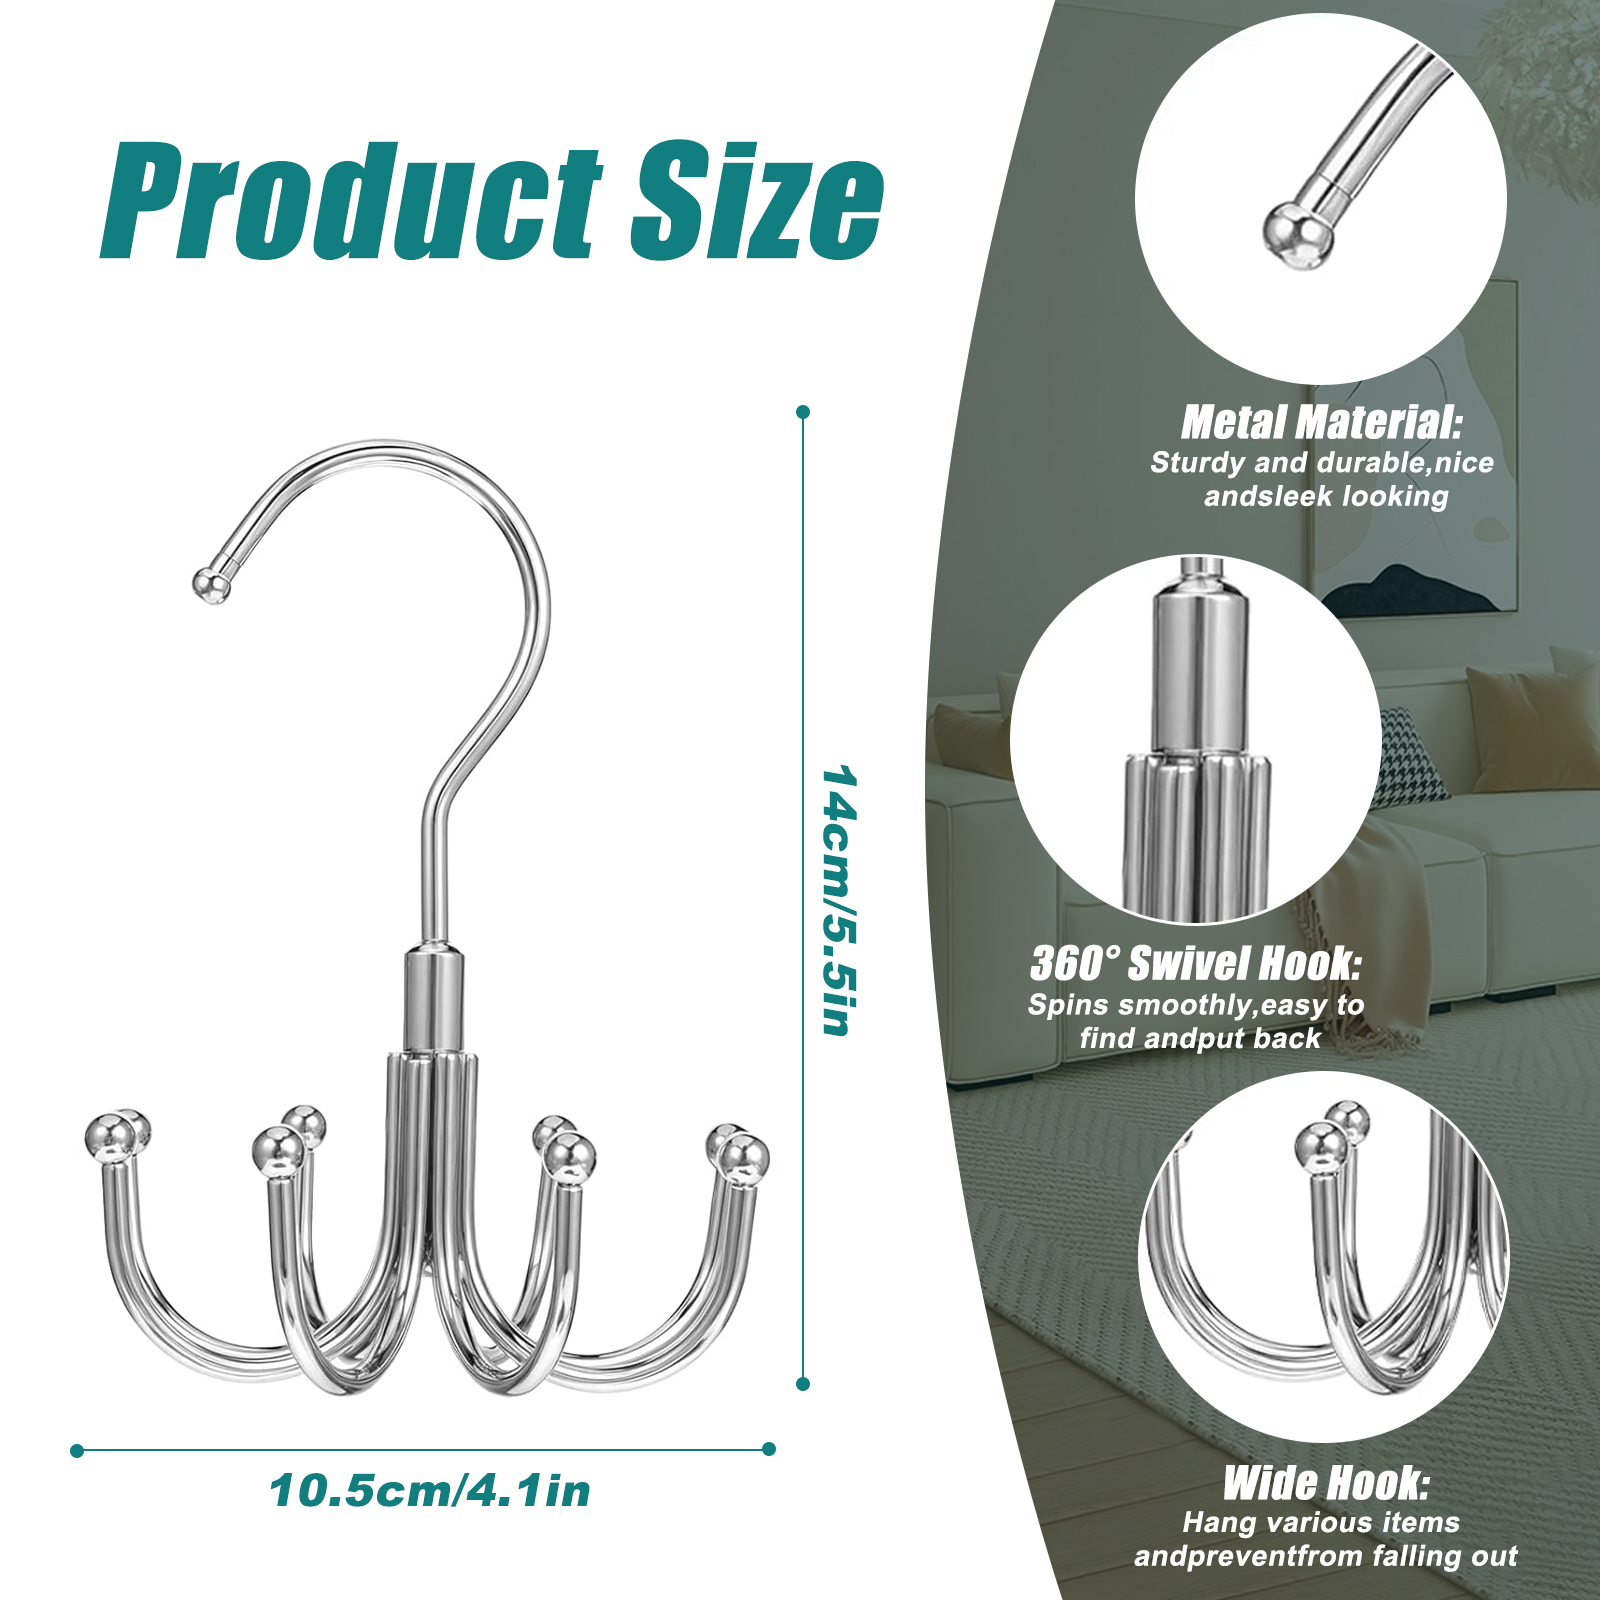 Product Size
14cm/5.5in
10.5cm/4.1in
Metal Material:
Sturdy and durable,nice
andsleek looking
360° Swivel Hook:
Spins smoothly,easy to
find andput back
Wide Hook:
Hang various items
andpreventfrom falling out